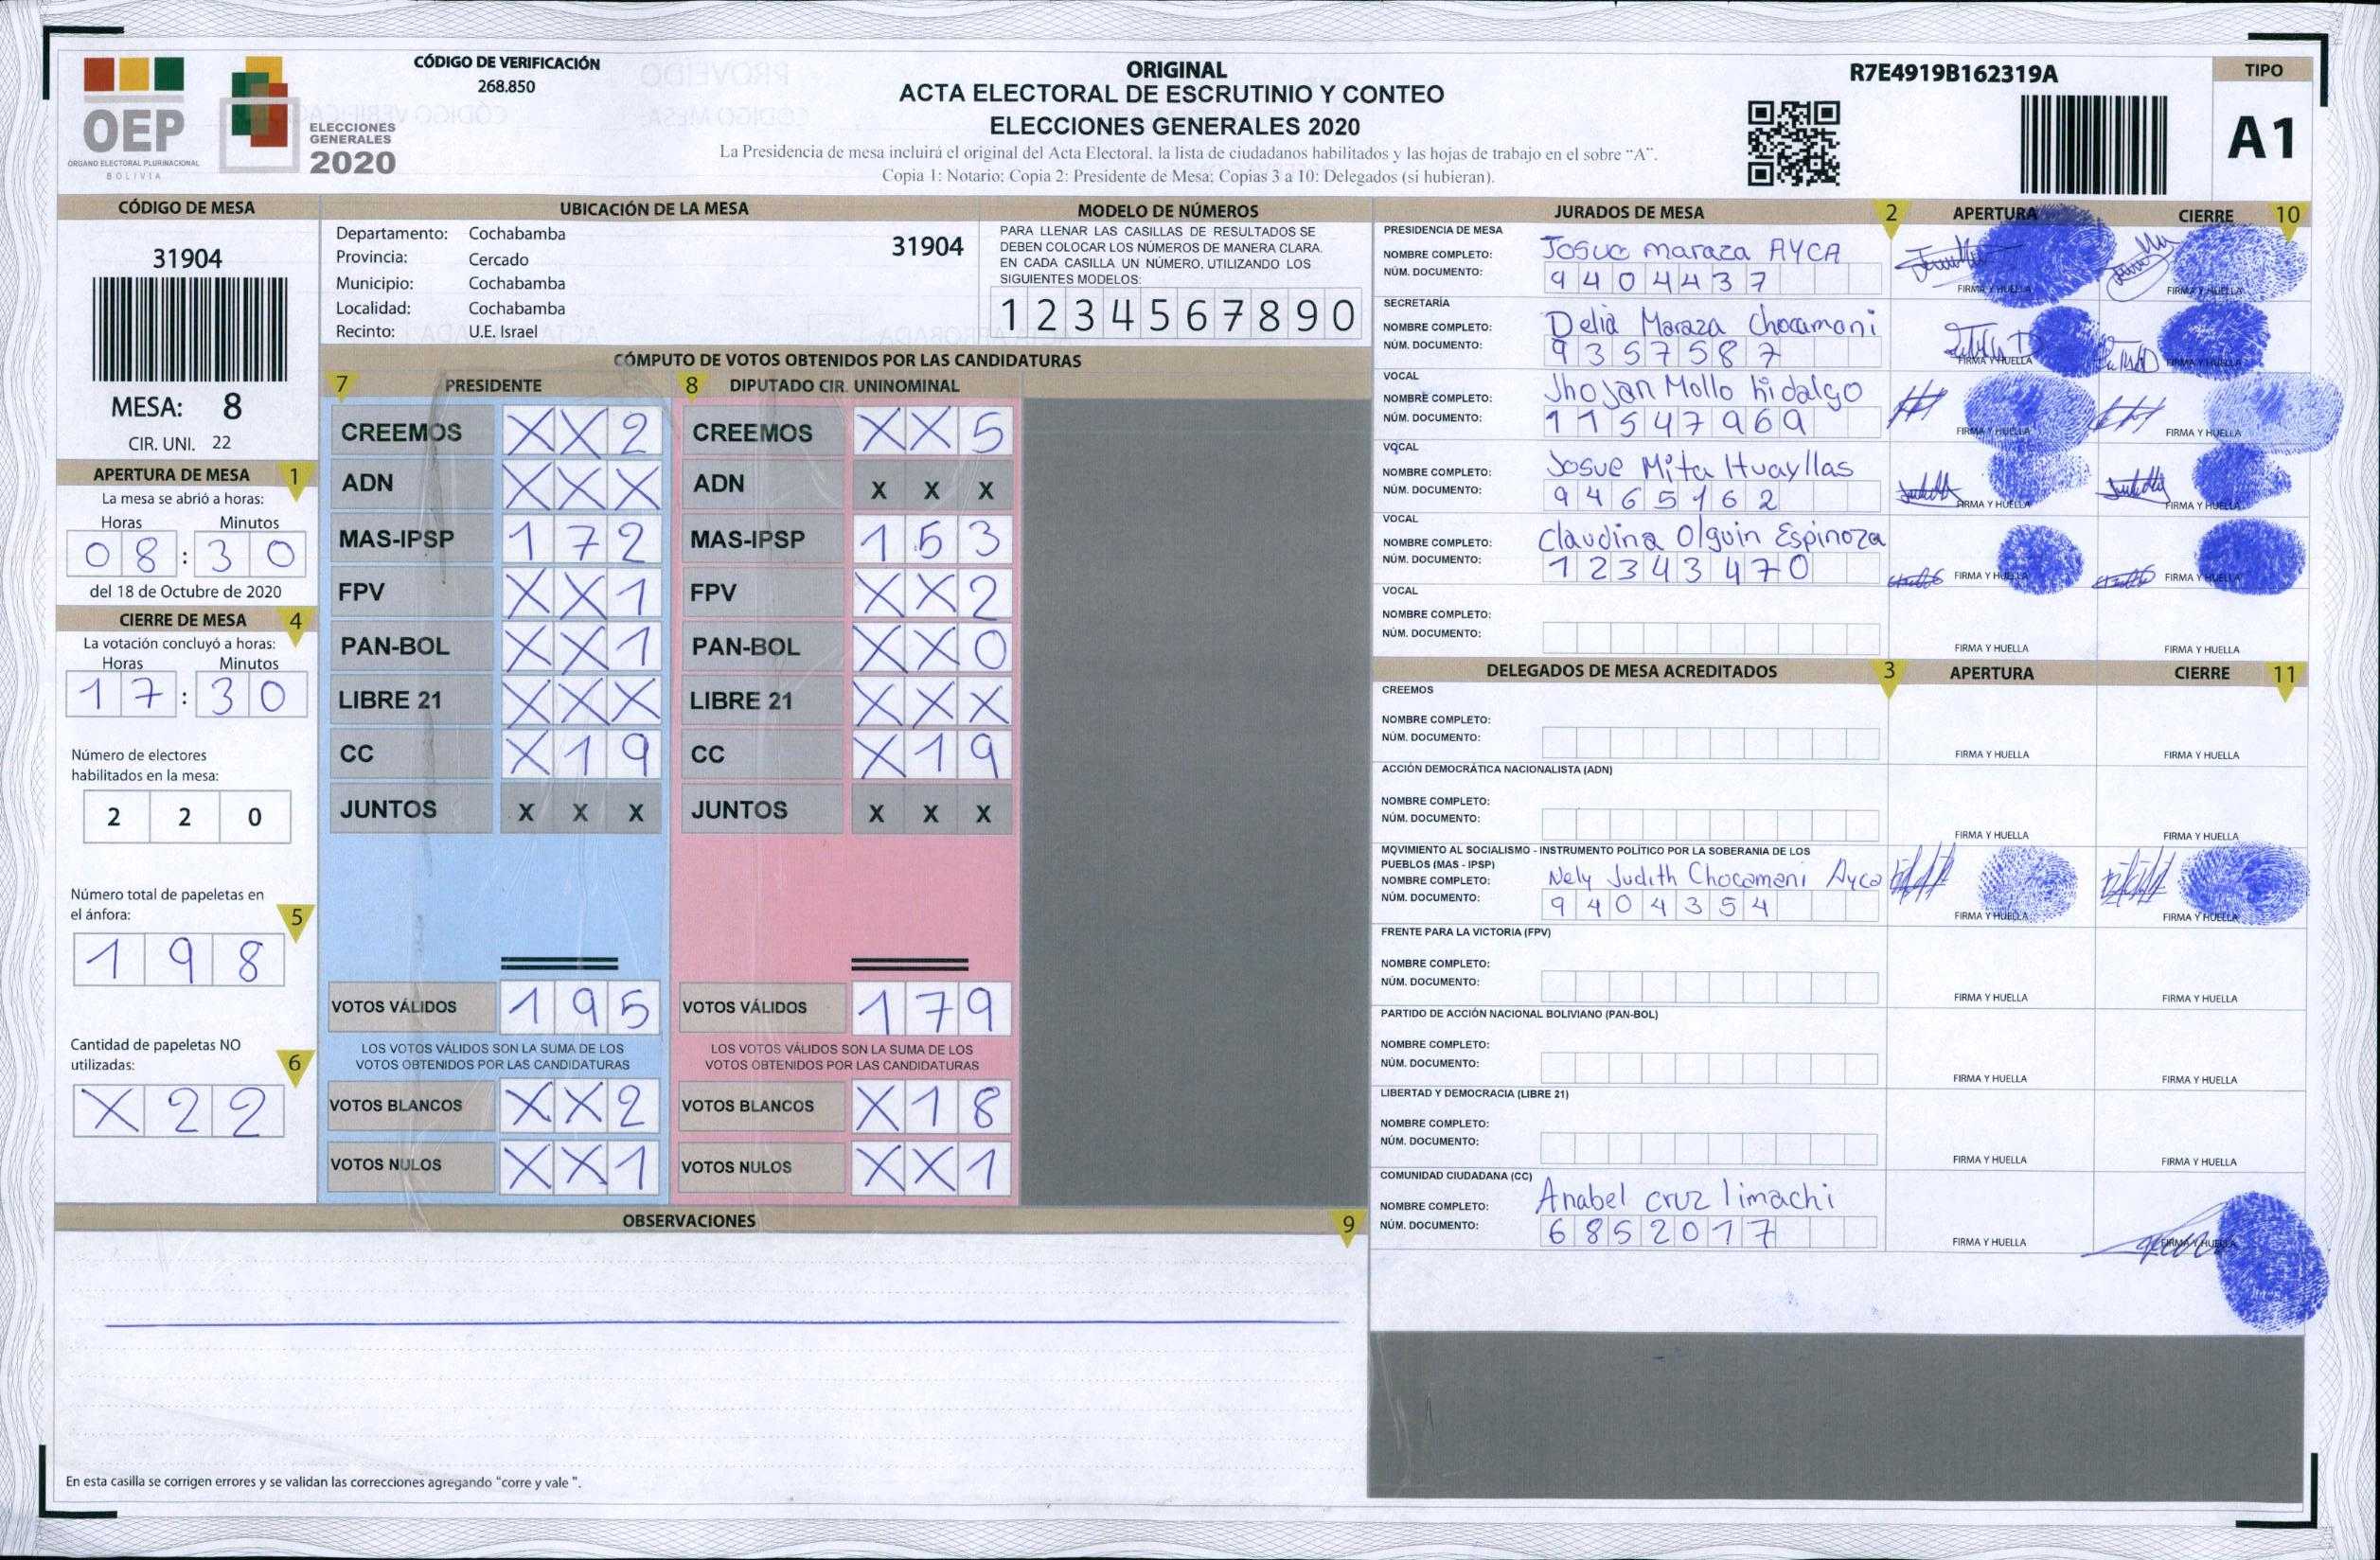 OEP
ÓRGANO ELECTORAL PLURINACIONAL
BOLIVIA
ELECCIONES
GENERALES
2020
CÓDIGO DE VERIFICACIÓN
268.850
ORIGINAL
ACTA ELECTORAL DE ESCRUTINIO Y CONTEO
ELECCIONES GENERALES 2020
La Presidencia de mesa incluirá el original del Acta Electoral, la lista de ciudadanos habilitados y las hojas de trabajo en el sobre "A".
Copia 1: Notario; Copia 2: Presidente de Mesa; Copias 3 a 10: Delegados (si hubieran).
R7E4919B162319A
TIPO
A1
CÓDIGO DE MESA
31904
MESA: 8
CIR. UNI. 22
APERTURA DE MESA 1
La mesa se abrió a horas:
Horas Minutos
08:30
del 18 de Octubre de 2020
CIERRE DE MESA 4
La votación concluyó a horas:
Horas Minutos
17:30
Número de electores
habilitados en la mesa:
2 2 0
Número total de papeletas en
el ánfora: 5
1 9 8
Cantidad de papeletas NO
utilizadas: 6
X 2 2
UBICACIÓN DE LA MESA
Departamento: Cochabamba
31904
Provincia: Cercado
Municipio: Cochabamba
Localidad: Cochabamba
Recinto: U.E. Israel
MODELO DE NÚMEROS
PARA LLENAR LAS CASILLAS DE RESULTADOS SE
DEBEN COLOCAR LOS NÚMEROS DE MANERA CLARA.
EN CADA CASILLA UN NÚMERO, UTILIZANDO LOS
SIGUIENTES MODELOS:
1 2 3 4 5 6 7 8 9 0
CÓMPUTO DE VOTOS OBTENIDOS POR LAS CANDIDATURAS
7 PRESIDENTE 8 DIPUTADO CIR. UNINOMINAL
CREEMOS X X 2 CREEMOS X X 5
ADN X X X ADN X X X
MAS-IPSP 1 7 2 MAS-IPSP 1 5 3
FPV X X 1 FPV X X 2
PAN-BOL X X 1 PAN-BOL X X 0
LIBRE 21 X X X LIBRE 21 X X X
CC X 1 9 CC X 1 9
JUNTOS X X X JUNTOS X X X
VOTOS VÁLIDOS 1 9 5 VOTOS VÁLIDOS 1 7 9
LOS VOTOS VÁLIDOS SON LA SUMA DE LOS LOS VOTOS VÁLIDOS SON LA SUMA DE LOS
VOTOS OBTENIDOS POR LAS CANDIDATURAS VOTOS OBTENIDOS POR LAS CANDIDATURAS
VOTOS BLANCOS X X 2 VOTOS BLANCOS X 1 8
VOTOS NULOS X X 1 VOTOS NULOS X X 1
OBSERVACIONES 9
En esta casilla se corrigen errores y se validan las correcciones agregando "corre y vale ".
JURADOS DE MESA 2 APERTURA CIERRE 10
PRESIDENCIA DE MESA
NOMBRE COMPLETO: Josue maraza AYCA
NÚM. DOCUMENTO: 9404437
FIRMA Y HUELLA FIRMA Y HUELLA
SECRETARÍA
NOMBRE COMPLETO: Delia Maraza Chocamani
NÚM. DOCUMENTO: 9357587
FIRMA Y HUELLA FIRMA Y HUELLA
VOCAL
NOMBRE COMPLETO: Jhojan Mollo hidalgo
NÚM. DOCUMENTO: 11547969
FIRMA Y HUELLA FIRMA Y HUELLA
VOCAL
NOMBRE COMPLETO: Josue Mita Huayllas
NÚM. DOCUMENTO: 9465162
FIRMA Y HUELLA FIRMA Y HUELLA
VOCAL
NOMBRE COMPLETO: claudina Olguin Espinoza
NÚM. DOCUMENTO: 12343470
FIRMA Y HUELLA FIRMA Y HUELLA
VOCAL
NOMBRE COMPLETO:
NÚM. DOCUMENTO:
FIRMA Y HUELLA FIRMA Y HUELLA
DELEGADOS DE MESA ACREDITADOS 3 APERTURA CIERRE 11
CREEMOS
NOMBRE COMPLETO:
NÚM. DOCUMENTO:
FIRMA Y HUELLA FIRMA Y HUELLA
ACCIÓN DEMOCRÁTICA NACIONALISTA (ADN)
NOMBRE COMPLETO:
NÚM. DOCUMENTO:
FIRMA Y HUELLA FIRMA Y HUELLA
MOVIMIENTO AL SOCIALISMO - INSTRUMENTO POLÍTICO POR LA SOBERANIA DE LOS
PUEBLOS (MAS - IPSP)
NOMBRE COMPLETO: Nely Judith Chocamani Ayca
NÚM. DOCUMENTO: 9404354
FIRMA Y HUELLA FIRMA Y HUELLA
FRENTE PARA LA VICTORIA (FPV)
NOMBRE COMPLETO:
NÚM. DOCUMENTO:
FIRMA Y HUELLA FIRMA Y HUELLA
PARTIDO DE ACCIÓN NACIONAL BOLIVIANO (PAN-BOL)
NOMBRE COMPLETO:
NÚM. DOCUMENTO:
FIRMA Y HUELLA FIRMA Y HUELLA
LIBERTAD Y DEMOCRACIA (LIBRE 21)
NOMBRE COMPLETO:
NÚM. DOCUMENTO:
FIRMA Y HUELLA FIRMA Y HUELLA
COMUNIDAD CIUDADANA (CC)
NOMBRE COMPLETO: Anabel cruz limachi
NÚM. DOCUMENTO: 6852017
FIRMA Y HUELLA FIRMA Y HUELLA